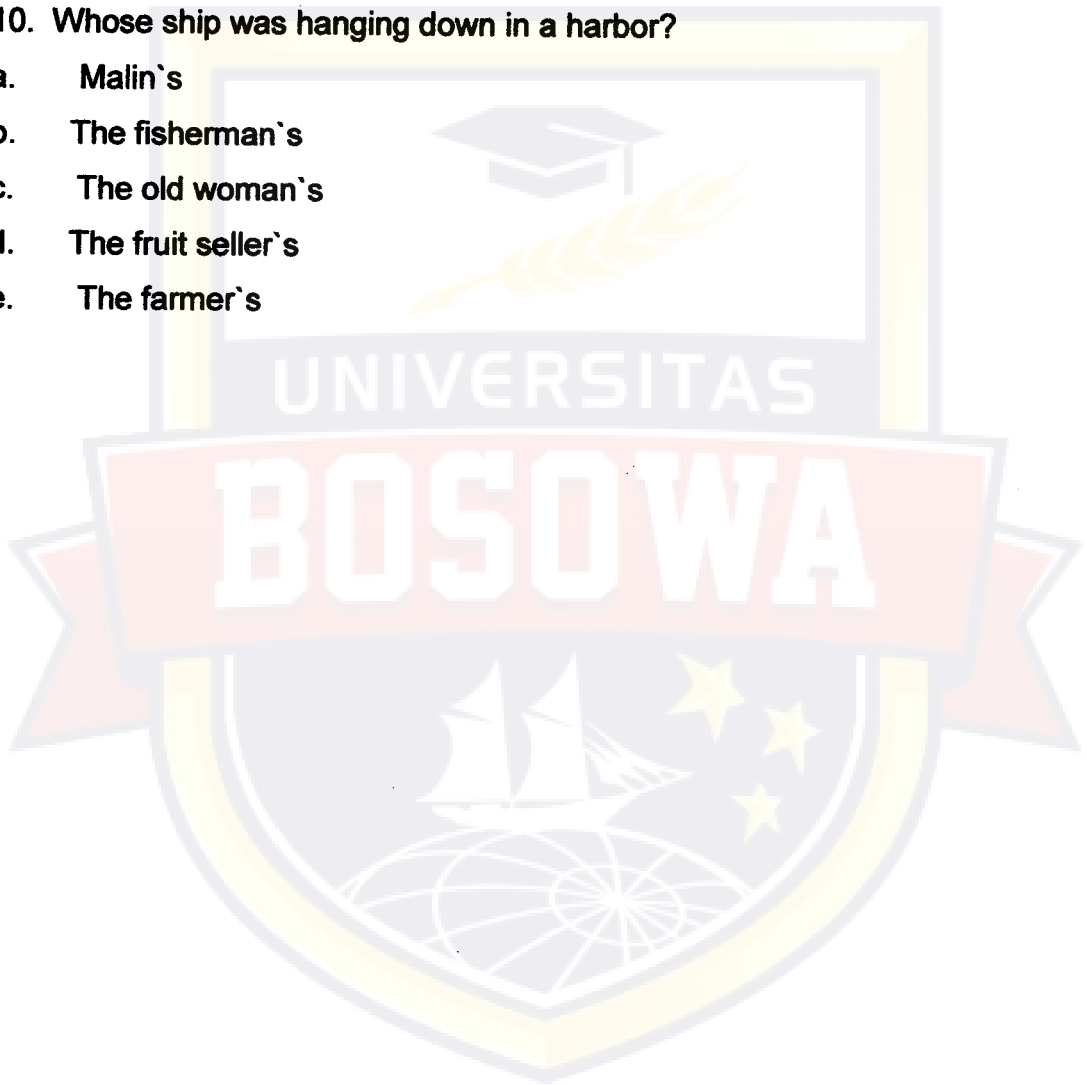 10. Whose ship was hanging down in a harbor?
a. Malin`s
b. The fisherman`s
c. The old woman`s
d. The fruit seller`s
e. The farmer`s
UNIVERSITAS
BOSOWA